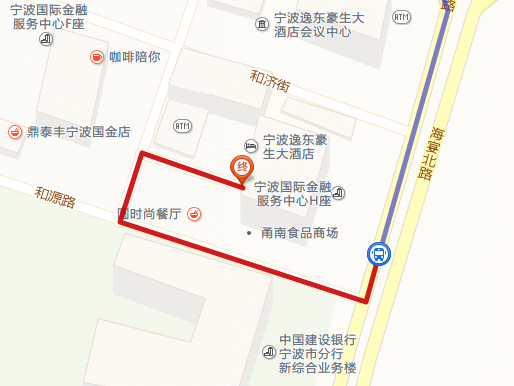 宁波国际金融
服务中心F座
宁波逸东豪生大
酒店会议中心
ATM
路
咖啡陪你
和济街
鼎泰丰宁波国金店
ATM
海晏北路
宁波逸东豪
生大酒店
终
宁波国际金融
服务中心H座
和源路
时尚餐厅
甬南食品商场
中国建设银行
宁波市分行
新综合业务楼